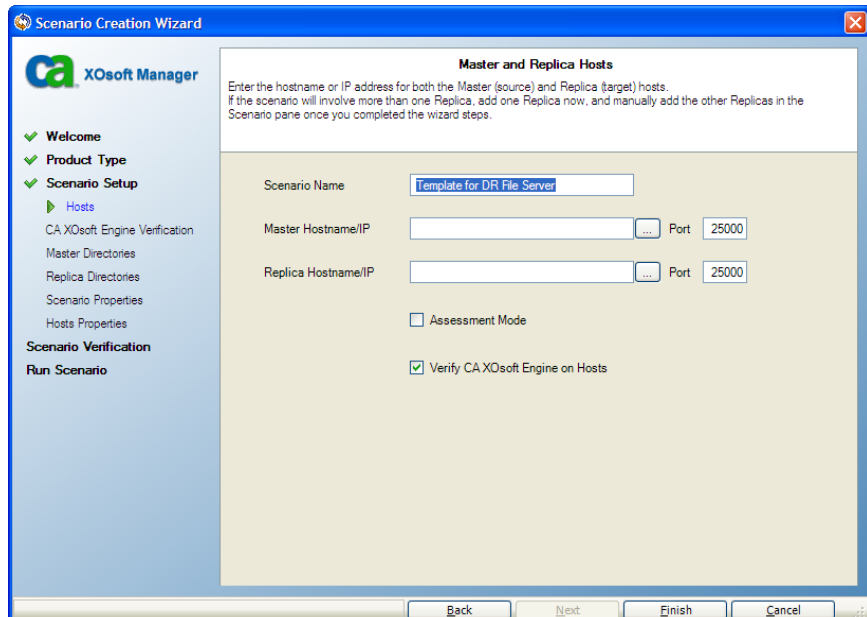 Scenario Creation Wizard
ca XOsoft Manager
Welcome
Product Type
Scenario Setup
Hosts
CA XOsoft Engine Verification
Master Directories
Replica Directories
Scenario Properties
Hosts Properties
Scenario Verification
Run Scenario
Master and Replica Hosts
Enter the hostname or IP address for both the Master (source) and Replica (target) hosts.
If the scenario will involve more than one Replica, add one Replica now, and manually add the other Replicas in the
Scenario pane once you completed the wizard steps.
Scenario Name Template for DR File Server
Master Hostname/IP ... Port 25000
Replica Hostname/IP ... Port 25000
Assessment Mode
Verify CA XOsoft Engine on Hosts
Back Next Finish Cancel